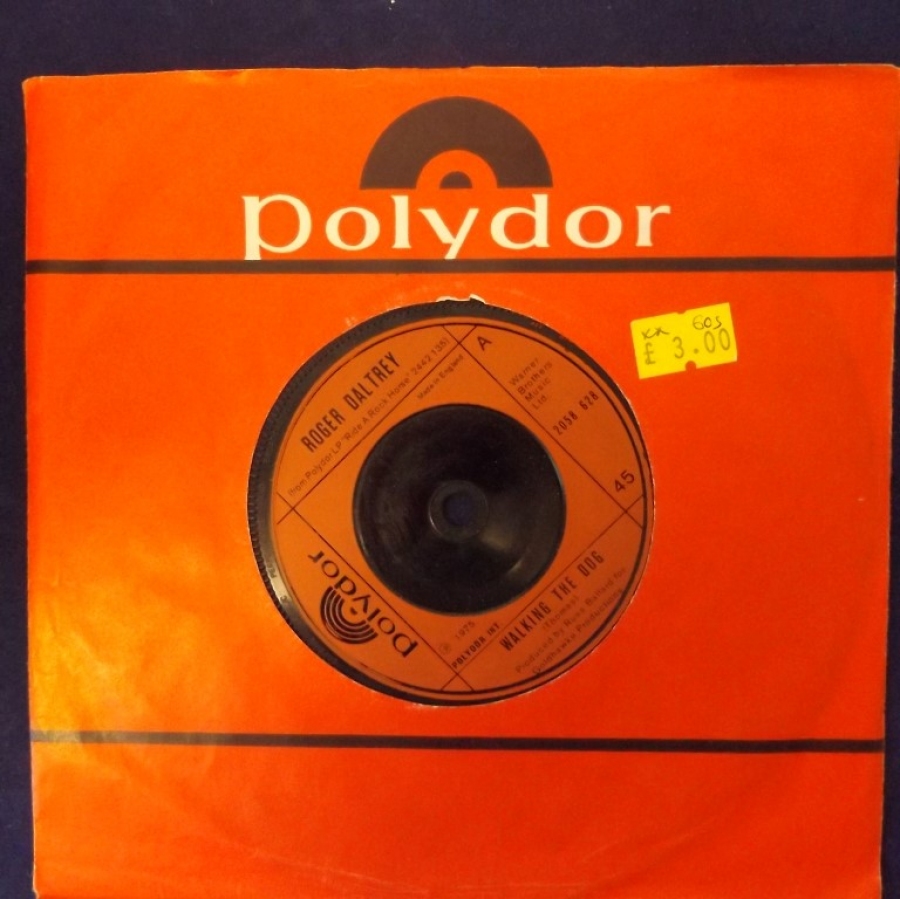 polydor
KK 60s
£ 3.00
A
ROGER DALTREY
(from Polydor LP "Ride A Rock Horse" 2442 135)
Made in England
Warner
Brothers
Music
Ltd.
2058 628
45
polydor
℗ 1975
POLYDOR INT.
WALKING THE DOG
(Thomas)
Produced by Russ Ballard for
Goldhawke Productions